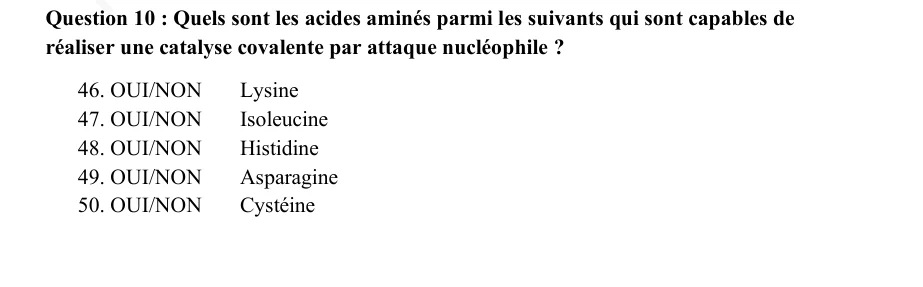 Question 10 : Quels sont les acides aminés parmi les suivants qui sont capables de
réaliser une catalyse covalente par attaque nucléophile ?
46. OUI/NON Lysine
47. OUI/NON Isoleucine
48. OUI/NON Histidine
49. OUI/NON Asparagine
50. OUI/NON Cystéine